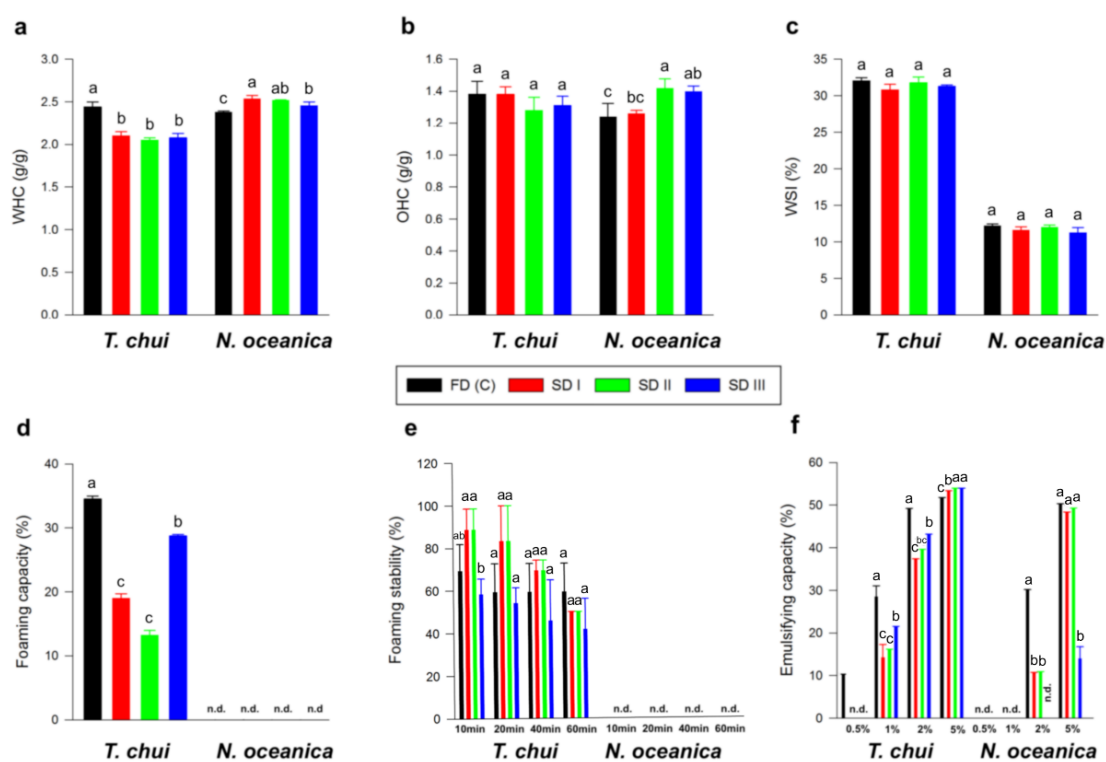 a
WHC (g/g)
3.0
2.5
2.0
1.5
1.0
0.5
0.0
a b b b c a ab b
T. chui N. oceanica
b
OHC (g/g)
1.6
1.4
1.2
1.0
0.8
0.6
0.4
0.2
0.0
a a a a c bc a ab
T. chui N. oceanica
c
WSI (%)
35
30
25
20
15
10
5
0
a a a a a a a a
T. chui N. oceanica
FD (C) SD I SD II SD III
d
Foaming capacity (%)
40
30
20
10
0
a c c b n.d. n.d. n.d. n.d
T. chui N. oceanica
e
Foaming stability (%)
120
100
80
60
40
20
0
ab aa b a aa a a aa a a aa a
n.d. n.d. n.d. n.d.
10min 20min 40min 60min 10min 20min 40min 60min
T. chui N. oceanica
f
Emulsifying capacity (%)
60
50
40
30
20
10
0
n.d. a c c b a c bc b c b aa n.d. n.d. a bb n.d. a a a b
0.5% 1% 2% 5% 0.5% 1% 2% 5%
T. chui N. oceanica